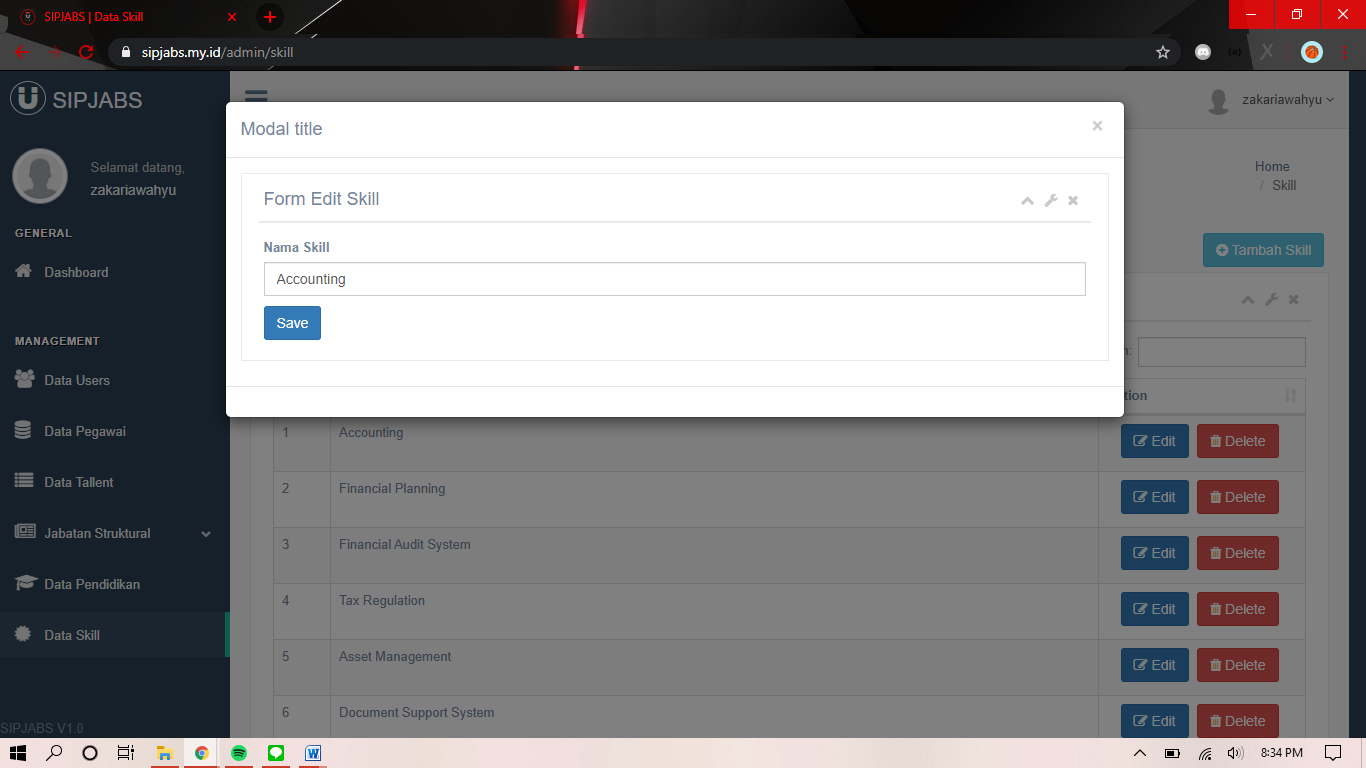 SIPJABS | Data Skill
sipjabs.my.id/admin/skill
SIPJABS
zakariawahyu
Selamat datang,
zakariawahyu
GENERAL
Dashboard
MANAGEMENT
Data Users
Data Pegawai
Data Tallent
Jabatan Struktural
Data Pendidikan
Data Skill
SIPJABS V1.0
Modal title
Form Edit Skill
Nama Skill
Accounting
Save
Home
/ Skill
Tambah Skill
1 Accounting Edit Delete
2 Financial Planning Edit Delete
3 Financial Audit System Edit Delete
4 Tax Regulation Edit Delete
5 Asset Management Edit Delete
6 Document Support System Edit Delete
8:34 PM